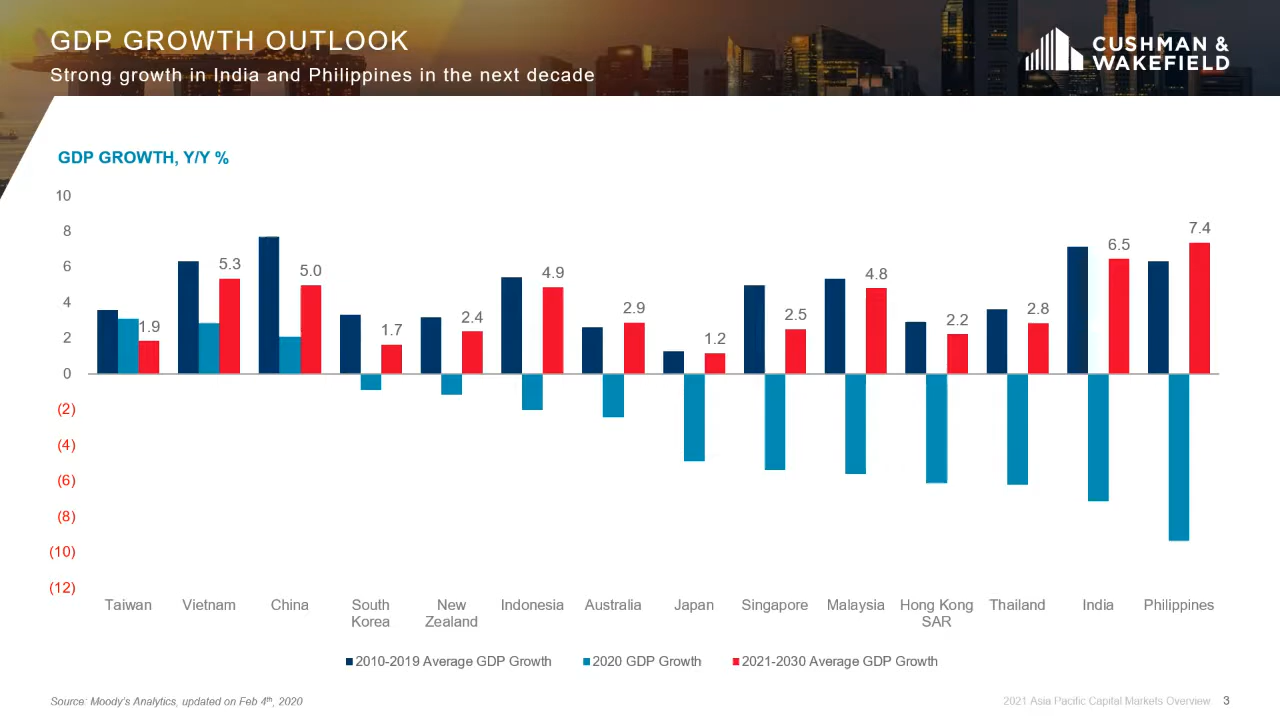 GDP GROWTH OUTLOOK
Strong growth in India and Philippines in the next decade
CUSHMAN &
WAKEFIELD
GDP GROWTH, Y/Y %
10
8
6
4
2
0
(2)
(4)
(6)
(8)
(10)
(12)
1.9
5.3
5.0
1.7
2.4
4.9
2.9
1.2
2.5
4.8
2.2
2.8
6.5
7.4
Taiwan
Vietnam
China
South
Korea
New
Zealand
Indonesia
Australia
Japan
Singapore
Malaysia
Hong Kong
SAR
Thailand
India
Philippines
2010-2019 Average GDP Growth
2020 GDP Growth
2021-2030 Average GDP Growth
Source: Moody's Analytics, updated on Feb 4th, 2020
2021 Asia Pacific Capital Markets Overview 3